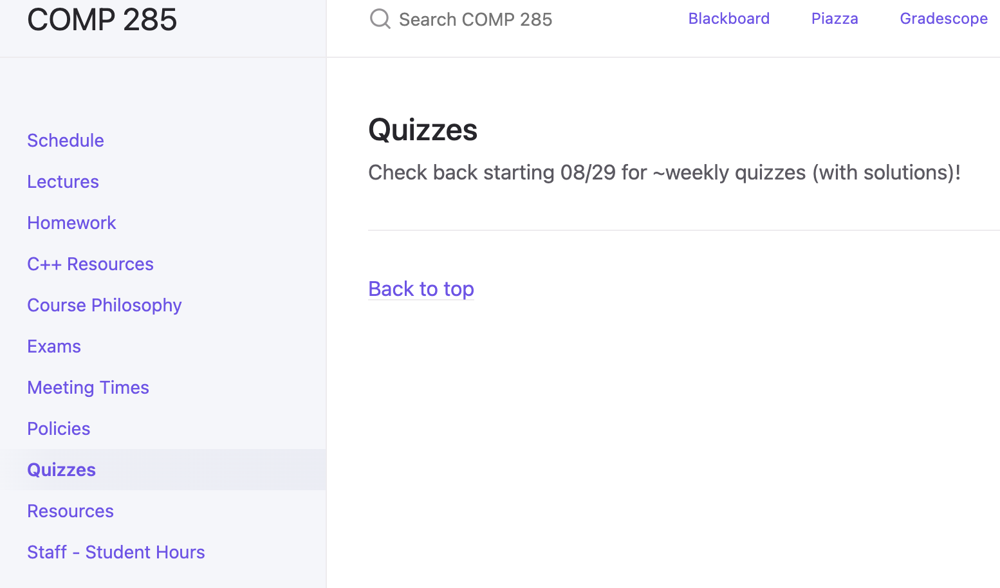 COMP 285
Search COMP 285
Blackboard
Piazza
Gradescope
Schedule
Lectures
Homework
C++ Resources
Course Philosophy
Exams
Meeting Times
Policies
Quizzes
Resources
Staff - Student Hours
Quizzes
Check back starting 08/29 for ~weekly quizzes (with solutions)!
Back to top